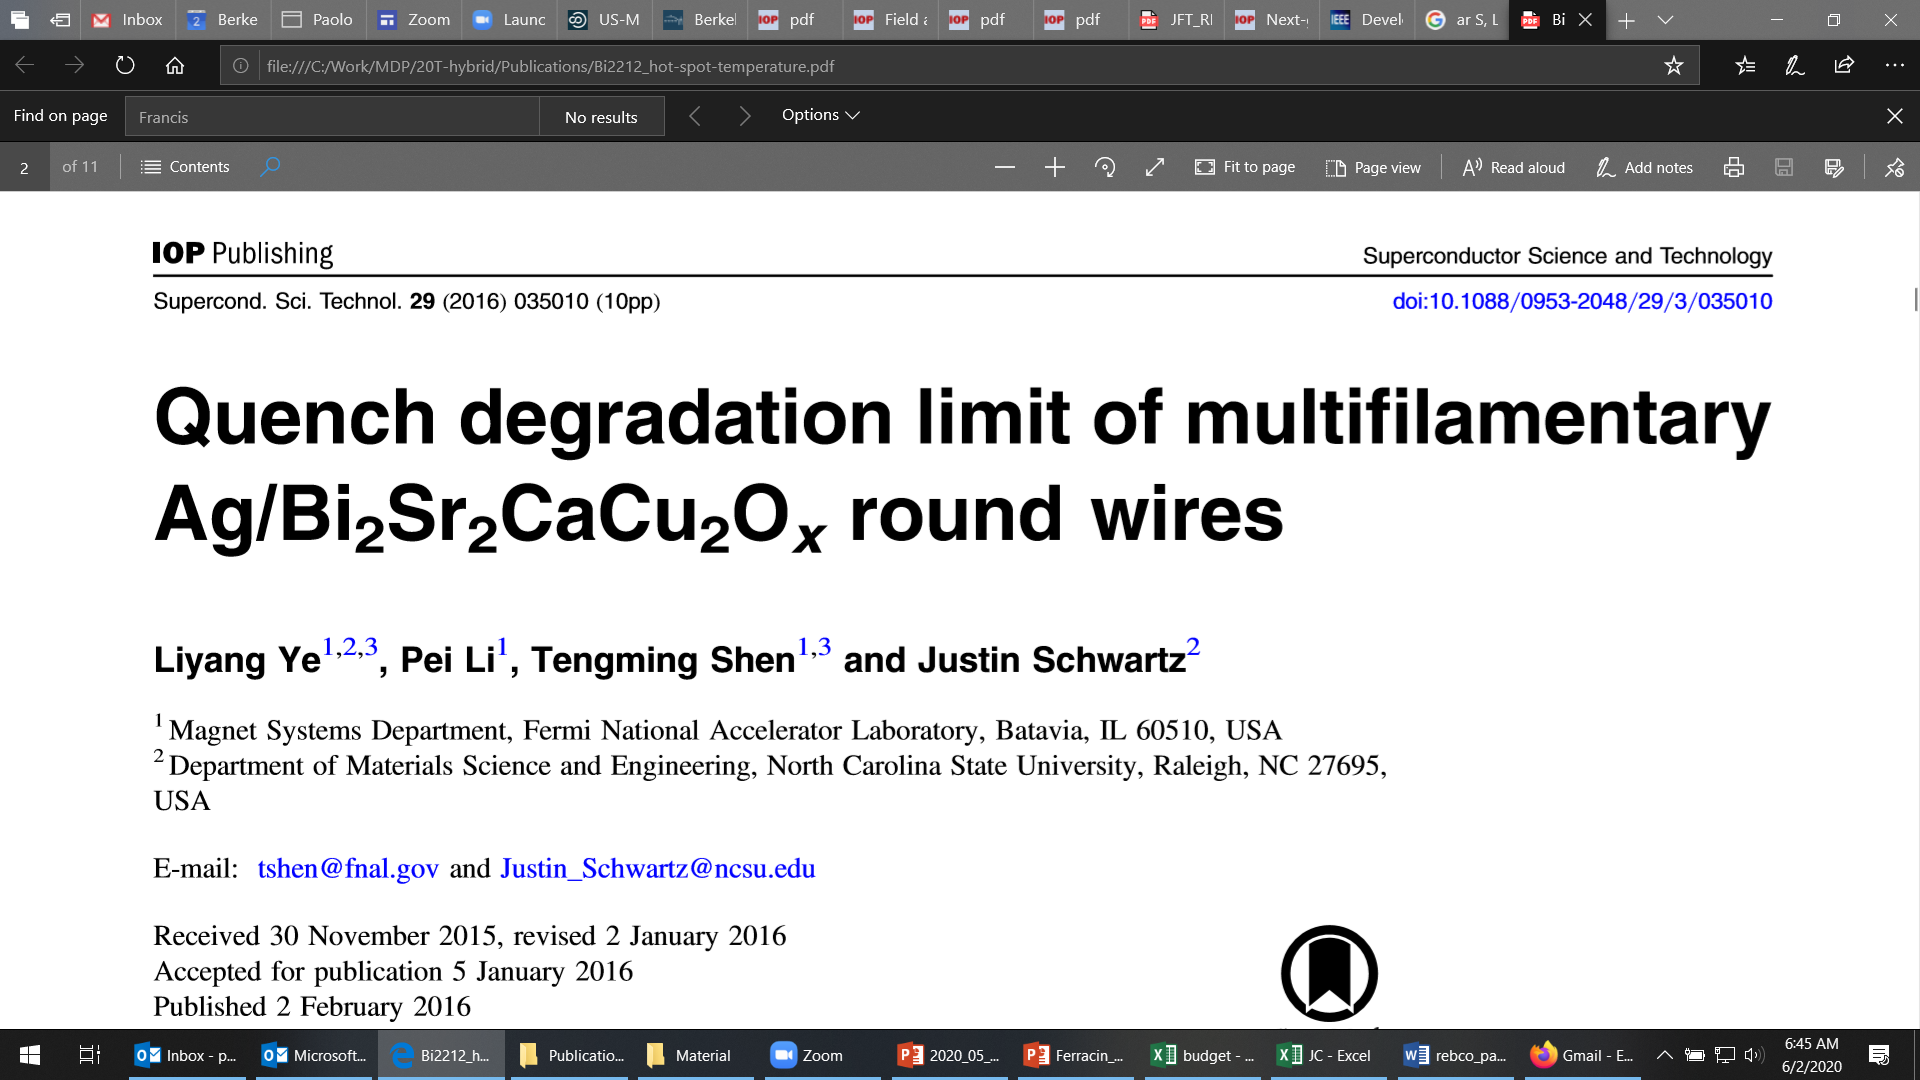 Inbox
Berke
Paolo
Zoom
Launc
US-M
Berkel
IOP pdf
IOP Field a
IOP pdf
IOP pdf
PDF JFT_RI
IOP Next-g
IEEE Devel
G ar S, L
PDF Bi
file:///C:/Work/MDP/20T-hybrid/Publications/Bi2212_hot-spot-temperature.pdf
Find on page
Francis
No results
Options
2 of 11
Contents
Fit to page
Page view
Read aloud
Add notes
IOP Publishing
Superconductor Science and Technology
Supercond. Sci. Technol. 29 (2016) 035010 (10pp)
doi:10.1088/0953-2048/29/3/035010
Quench degradation limit of multifilamentary
Ag/Bi₂Sr₂CaCu₂Oₓ round wires
Liyang Ye¹,²,³, Pei Li¹, Tengming Shen¹,³ and Justin Schwartz²
¹ Magnet Systems Department, Fermi National Accelerator Laboratory, Batavia, IL 60510, USA
² Department of Materials Science and Engineering, North Carolina State University, Raleigh, NC 27695,
USA
E-mail: tshen@fnal.gov and Justin_Schwartz@ncsu.edu
Received 30 November 2015, revised 2 January 2016
Accepted for publication 5 January 2016
Published 2 February 2016
Inbox - p...
Microsoft...
Bi2212_h...
Publicatio...
Material
Zoom
2020_05_...
Ferracin_...
budget - ...
JC - Excel
rebco_pa...
Gmail - E...
6:45 AM
6/2/2020